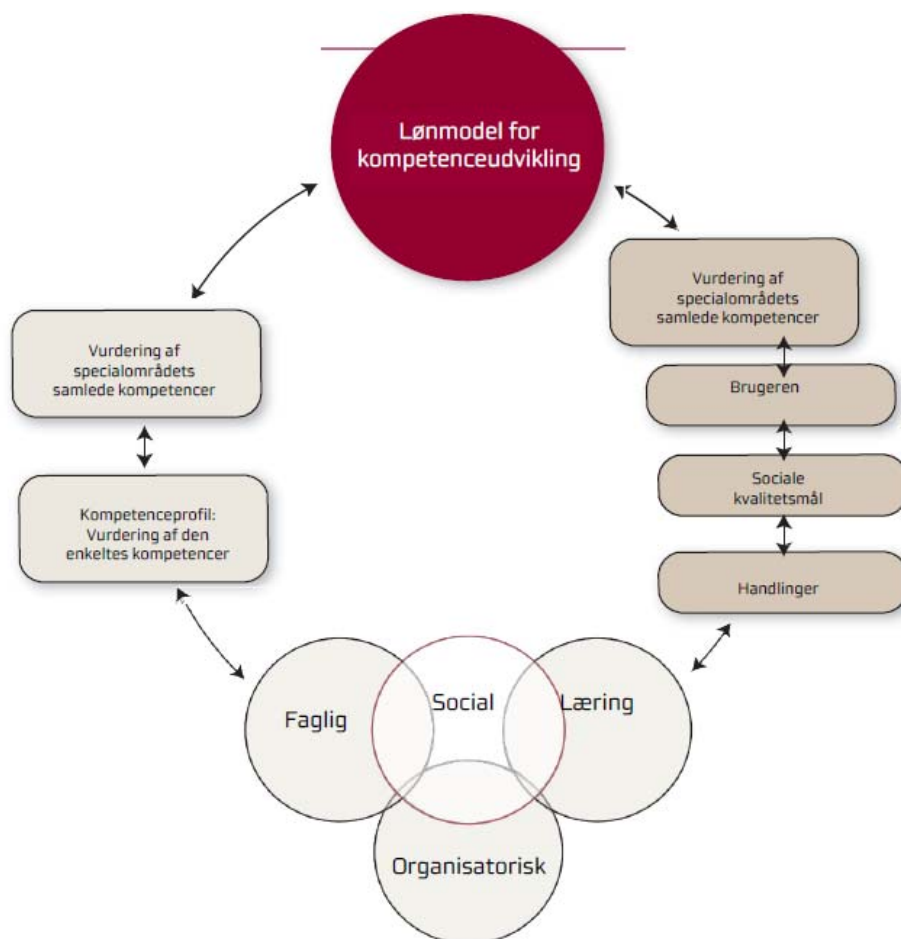 Lønmodel for
kompetenceudvikling
Vurdering af
specialområdets
samlede kompetencer
Kompetenceprofil:
Vurdering af den
enkeltes kompetencer
Vurdering af
specialområdets
samlede kompetencer
Brugeren
Sociale
kvalitetsmål
Handlinger
Faglig
Social
Læring
Organisatorisk